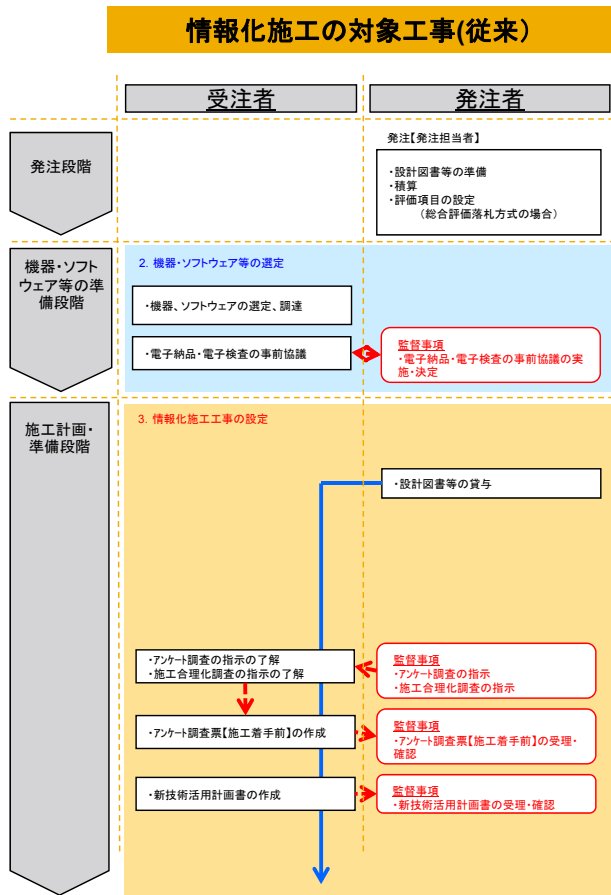 情報化施工の対象工事(従来）
受注者
発注者
発注段階
発注【発注担当者】
・設計図書等の準備
・積算
・評価項目の設定
（総合評価落札方式の場合）
機器・ソフト
ウェア等の準
備段階
2. 機器・ソフトウェア等の選定
・機器、ソフトウェアの選定、調達
・電子納品・電子検査の事前協議
監督事項
・電子納品・電子検査の事前協議の実
施・決定
施工計画・
準備段階
3. 情報化施工工事の設定
・設計図書等の貸与
・アンケート調査の指示の了解
・施工合理化調査の指示の了解
監督事項
・アンケート調査の指示
・施工合理化調査の指示
・アンケート調査票【施工着手前】の作成
監督事項
・アンケート調査票【施工着手前】の受理・
確認
・新技術活用計画書の作成
監督事項
・新技術活用計画書の受理・確認